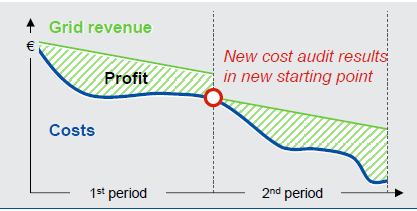 Grid revenue
€
New cost audit results
in new starting point
Profit
Costs
1st period
2nd period